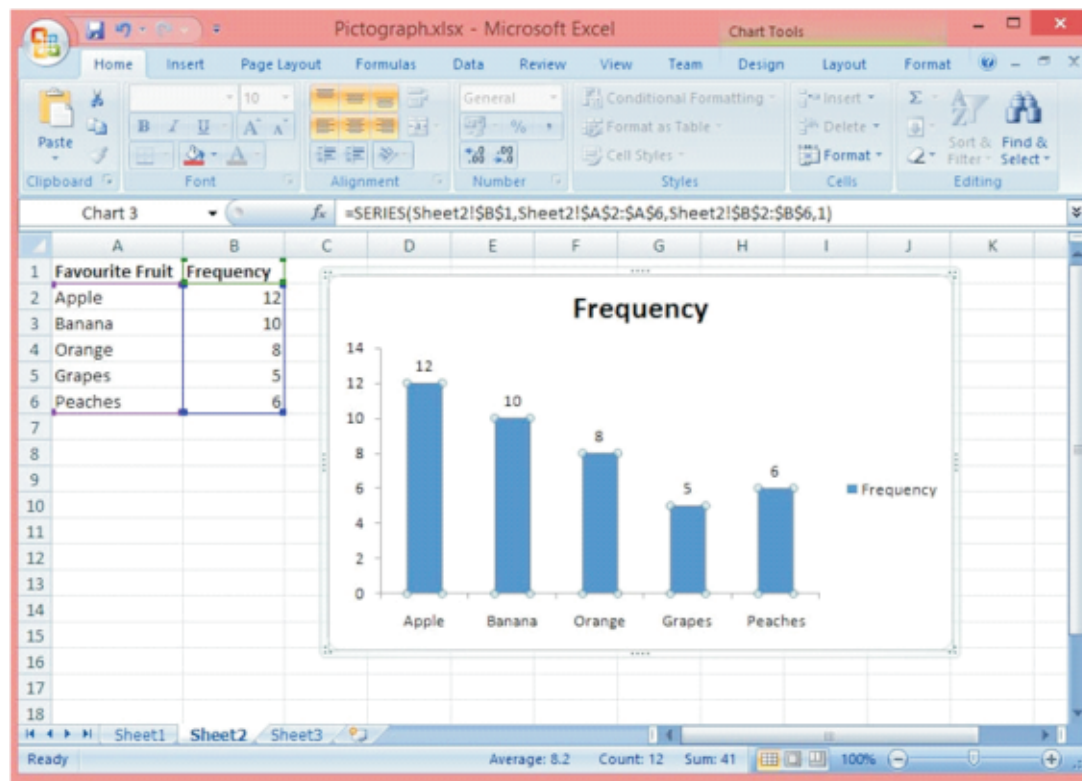 Pictograph.xlsx - Microsoft Excel
Chart Tools
Home Insert Page Layout Formulas Data Review View Team Design Layout Format
Paste
10
General
Conditional Formatting
Format as Table
Cell Styles
Insert
Delete
Format
Sort & Filter
Find & Select
B I U A A
%
Clipboard Font Alignment Number Styles Cells Editing
Chart 3 fx =SERIES(Sheet2!$B$1,Sheet2!$A$2:$A$6,Sheet2!$B$2:$B$6,1)
A B C D E F G H I J K
1 Favourite Fruit Frequency
2 Apple 12
3 Banana 10
4 Orange 8
5 Grapes 5
6 Peaches 6
7
8
9
10
11
12
13
14
15
16
17
18
Frequency
14
12
10
8
6
4
2
0
12
10
8
5
6
Apple Banana Orange Grapes Peaches
Frequency
Sheet1 Sheet2 Sheet3
Ready Average: 8.2 Count: 12 Sum: 41 100%